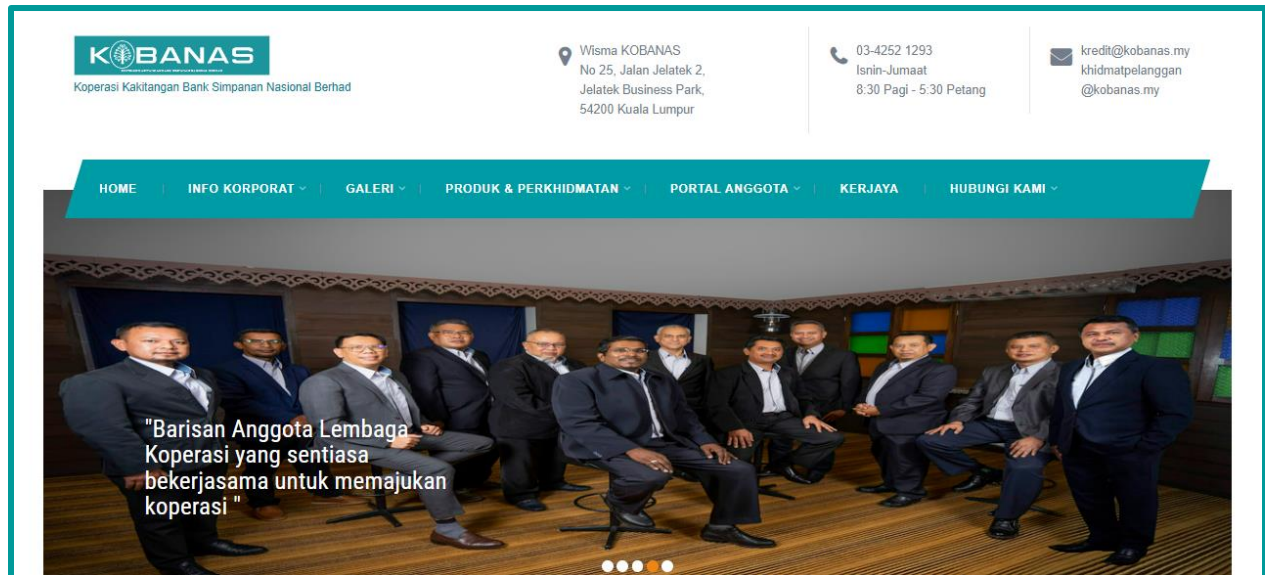 KOBANAS
Koperasi Kakitangan Bank Simpanan Nasional Berhad
Wisma KOBANAS
No 25, Jalan Jelatek 2,
Jelatek Business Park,
54200 Kuala Lumpur
03-4252 1293
Isnin-Jumaat
8:30 Pagi - 5:30 Petang
kredit@kobanas.my
khidmatpelanggan
@kobanas.my
HOME INFO KORPORAT GALERI PRODUK & PERKHIDMATAN PORTAL ANGGOTA KERJAYA HUBUNGI KAMI
"Barisan Anggota Lembaga
Koperasi yang sentiasa
bekerjasama untuk memajukan
koperasi "